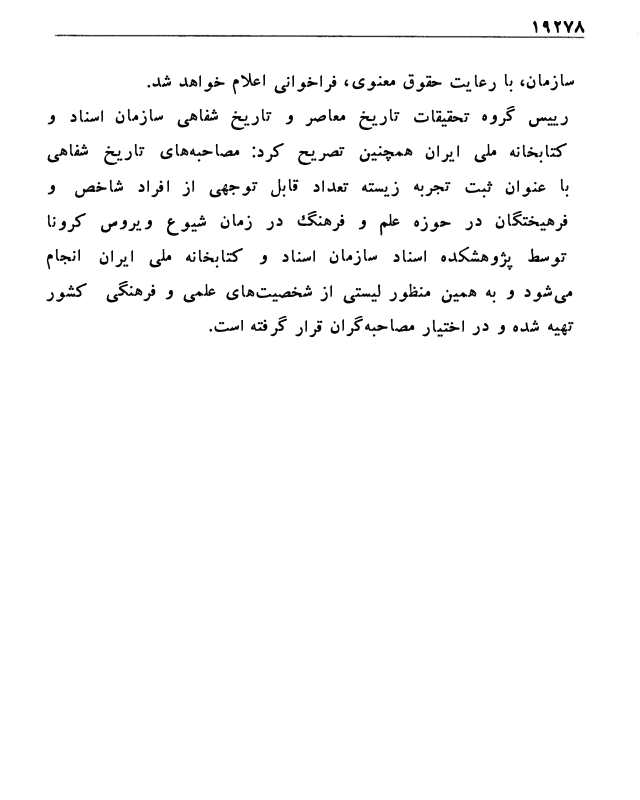 ۱۹۲۷۸
سازمان، با رعایت حقوق معنوی، فراخوانی اعلام خواهد شد.
رییس گروه تحقیقات تاریخ معاصر و تاریخ شفاهی سازمان اسناد و
کتابخانه ملی ایران همچنین تصریح کرد: مصاحبه‌های تاریخ شفاهی
با عنوان ثبت تجربه زیسته تعداد قابل توجهی از افراد شاخص و
فرهیختگان در حوزه علم و فرهنگ در زمان شیوع ویروس کرونا
توسط پژوهشکده اسناد سازمان اسناد و کتابخانه ملی ایران انجام
می‌شود و به همین منظور لیستی از شخصیت‌های علمی و فرهنگی کشور
تهیه شده و در اختیار مصاحبه‌گران قرار گرفته است.